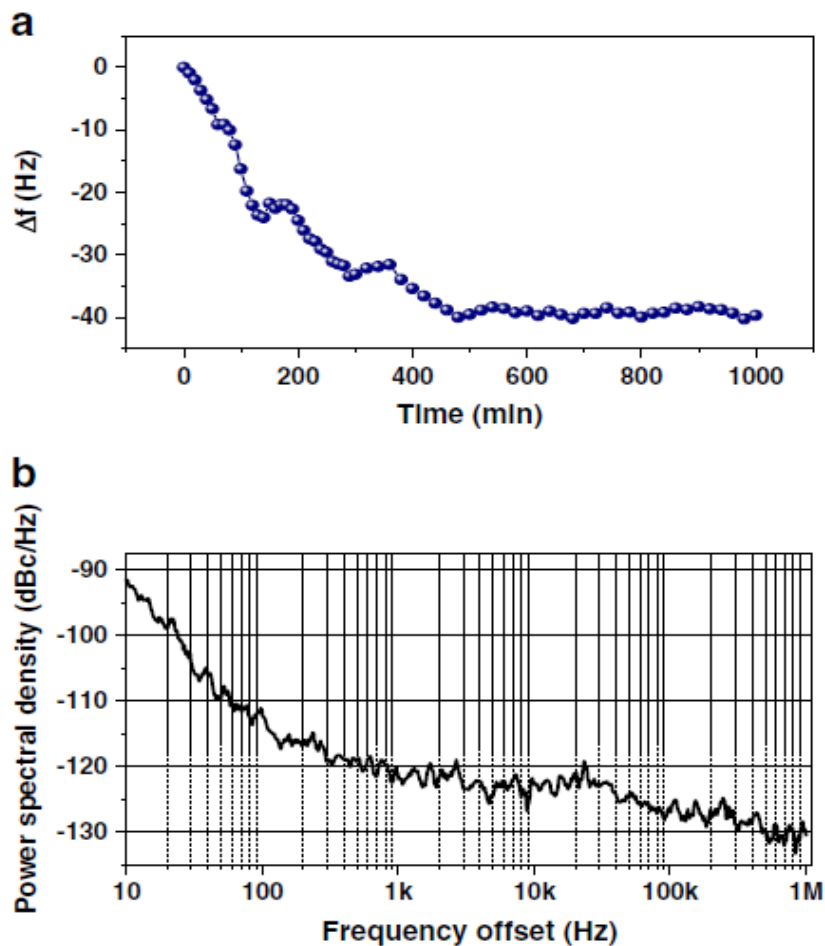 a
Δf (Hz)
0
-10
-20
-30
-40
0 200 400 600 800 1000
Time (min)
b
Power spectral density (dBc/Hz)
-90
-100
-110
-120
-130
10 100 1k 10k 100k 1M
Frequency offset (Hz)